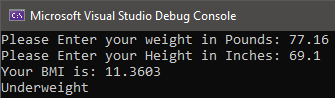 Microsoft Visual Studio Debug Console
Please Enter your weight in Pounds: 77.16
Please Enter your Height in Inches: 69.1
Your BMI is: 11.3603
Underweight